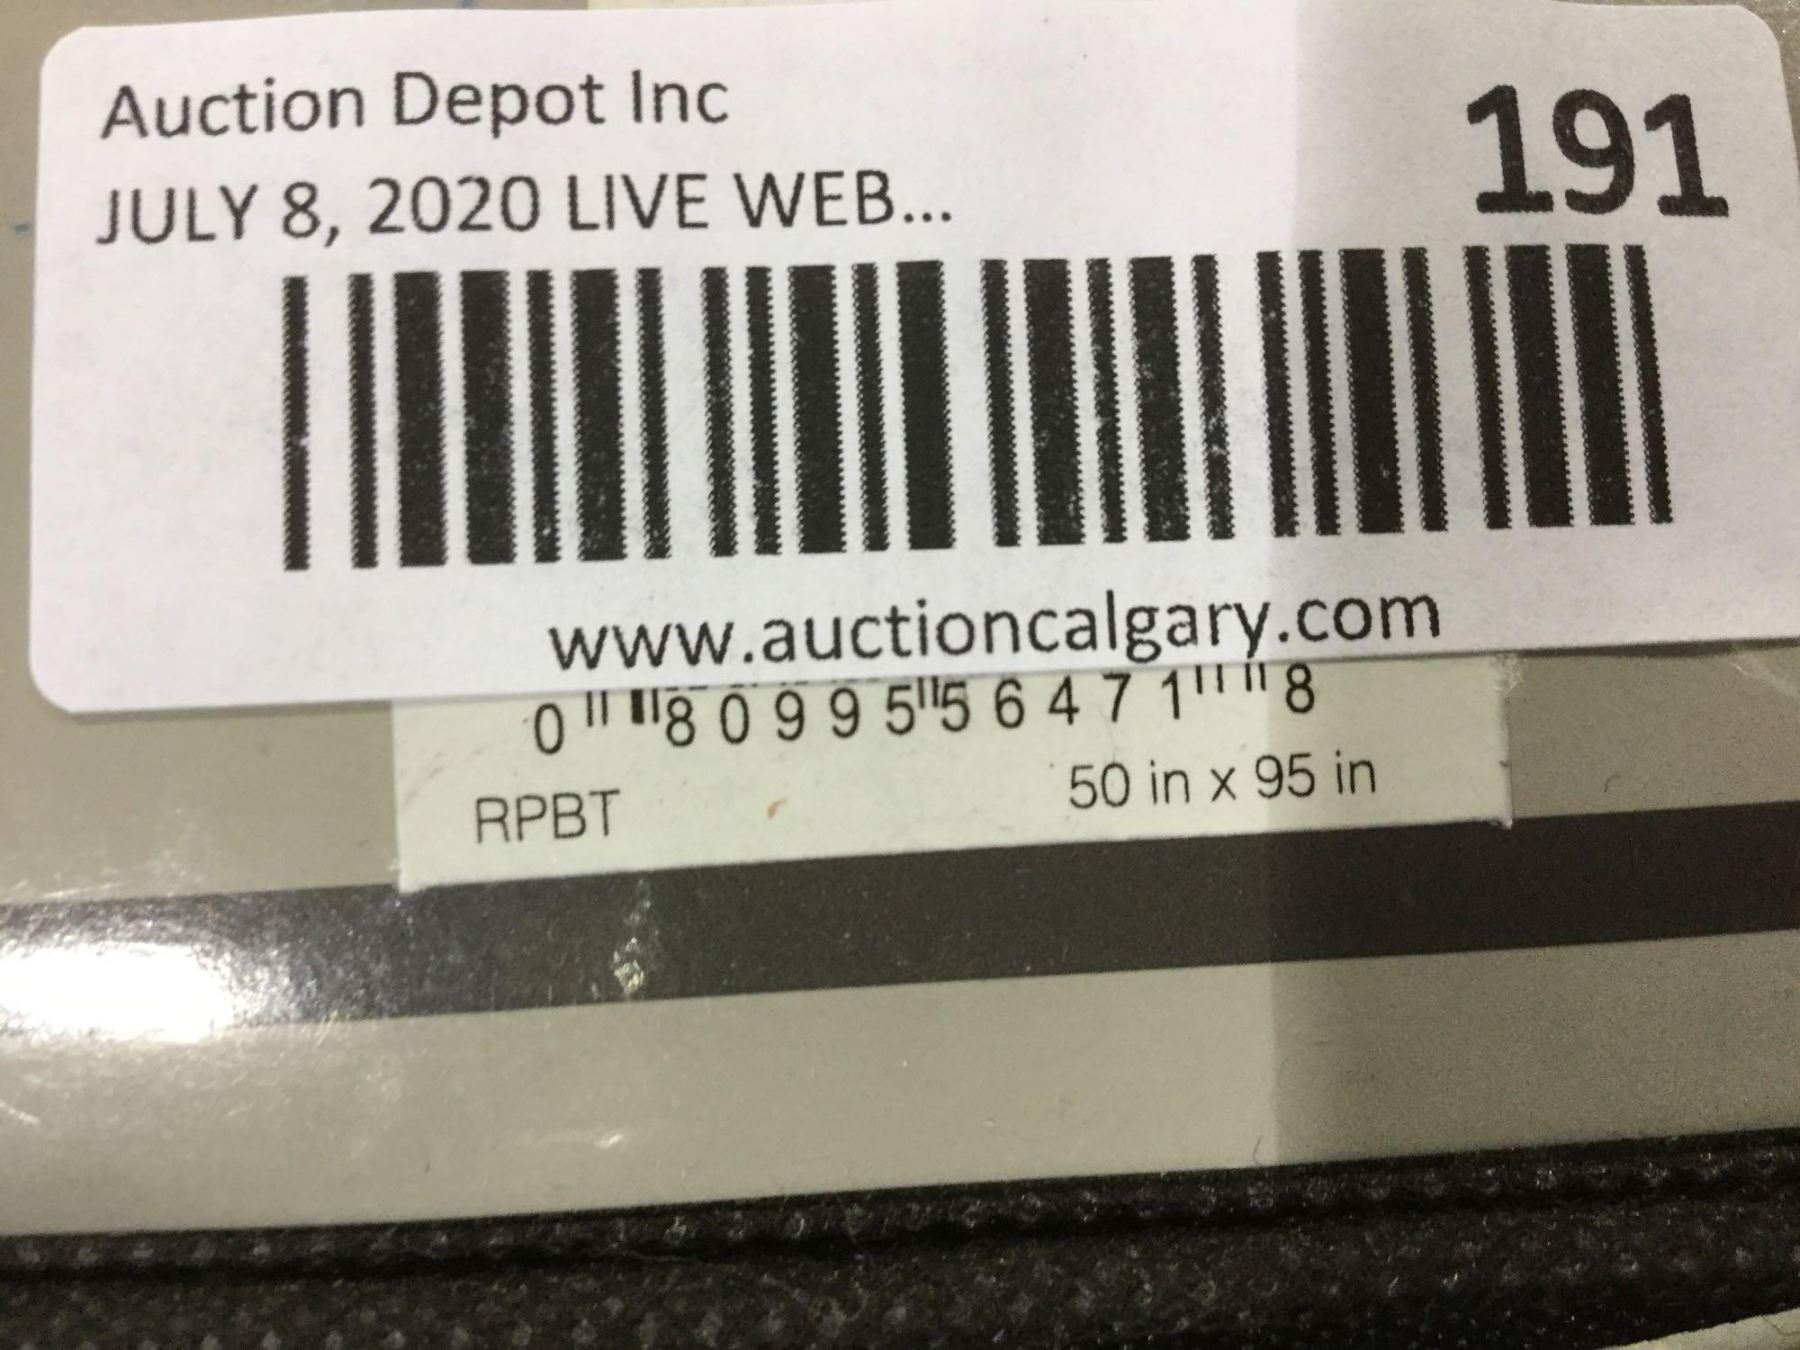 Auction Depot Inc
191
JULY 8, 2020 LIVE WEB...
www.auctioncalgary.com
0 80995 56471 8
RPBT
50 in x 95 in